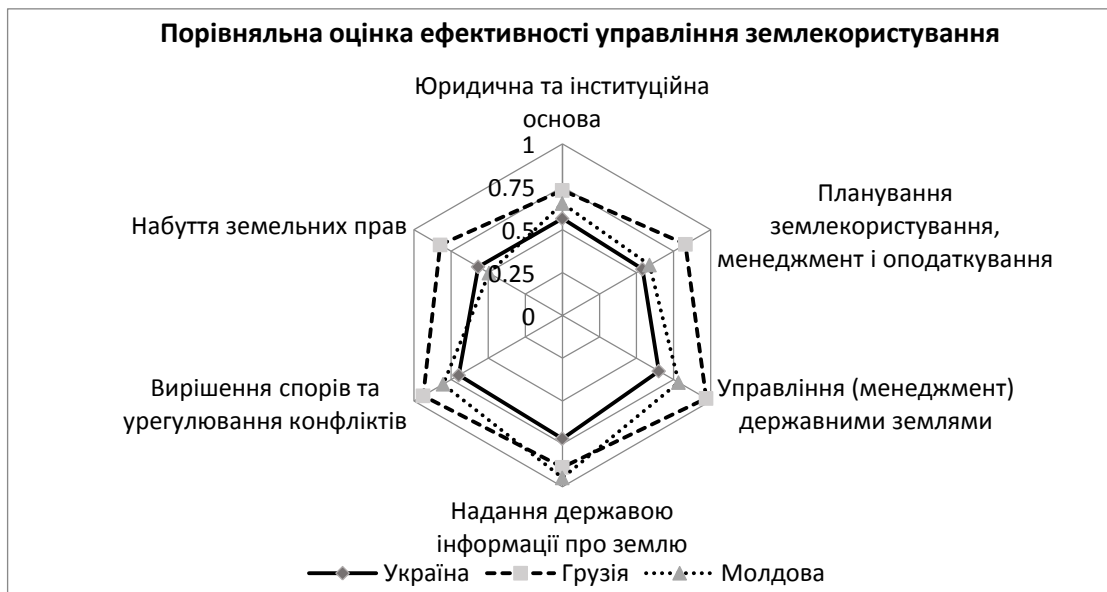 Порівняльна оцінка ефективності управління землекористування
Юридична та інституційна
основа
1
0.75
0.5
0.25
0
Планування
землекористування,
менеджмент і оподаткування
Управління (менеджмент)
державними землями
Надання державою
інформації про землю
Вирішення спорів та
урегулювання конфліктів
Набуття земельних прав
Україна
Грузія
Молдова